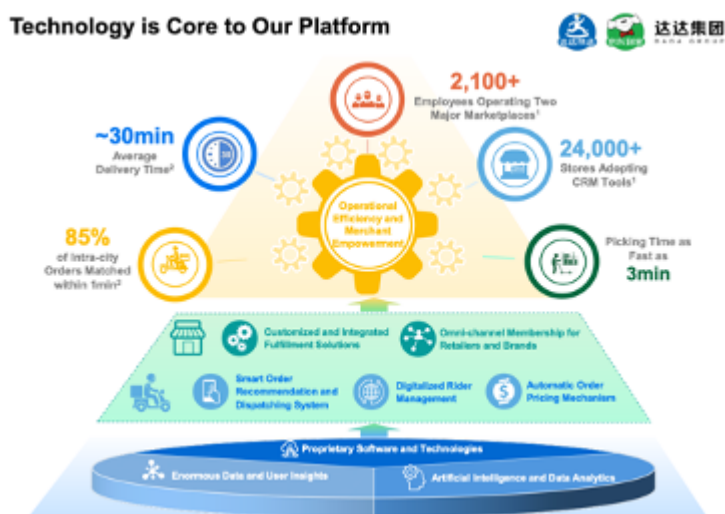 Technology is Core to Our Platform
达达集团
DADA GROUP
2,100+
Employees Operating Two
Major Marketplaces¹
~30min
Average
Delivery Time²
24,000+
Stores Adopting
CRM Tools¹
Operational
Efficiency and
Merchant
Empowerment
85%
of Intra-city
Orders Matched
within 1min²
Picking Time as
Fast as
3min
Customized and Integrated
Fulfillment Solutions
Omni-channel Membership for
Retailers and Brands
Smart Order
Recommendation and
Dispatching System
Digitalized Rider
Management
Automatic Order
Pricing Mechanism
Proprietary Software and Technologies
Enormous Data and User Insights
Artificial Intelligence and Data Analytics